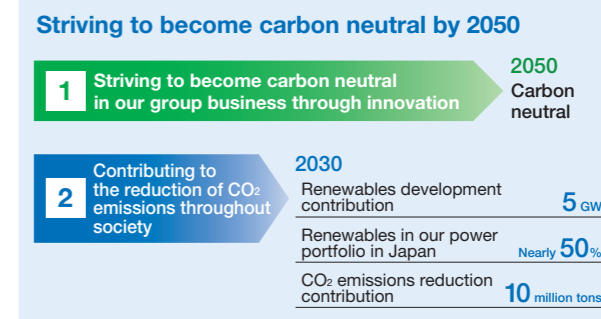 Striving to become carbon neutral by 2050
1
Striving to become carbon neutral
in our group business through innovation
2050
Carbon
neutral
2
Contributing to
the reduction of CO₂
emissions throughout
society
2030
Renewables development
contribution
5 GW
Renewables in our power
portfolio in Japan
Nearly 50%
CO₂ emissions reduction
contribution
10 million tons